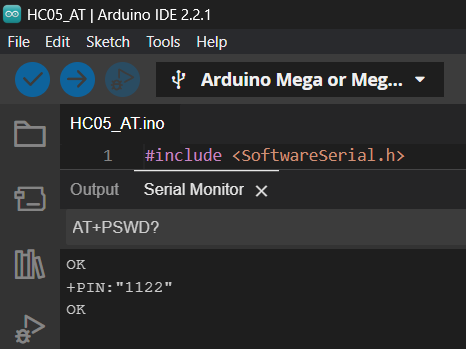 HC05_AT | Arduino IDE 2.2.1
File Edit Sketch Tools Help
Arduino Mega or Meg...
HC05_AT.ino
1 #include <SoftwareSerial.h>
Output Serial Monitor
AT+PSWD?
OK
+PIN:"1122"
OK